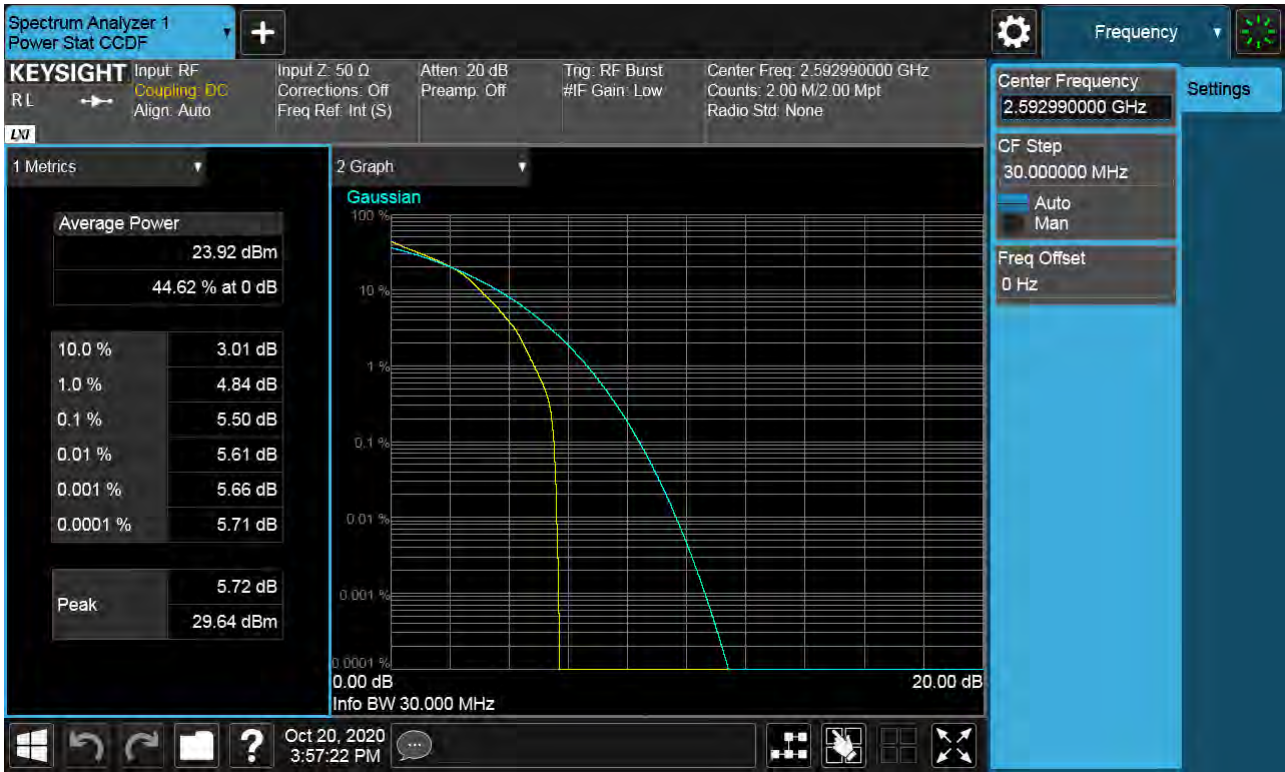 Spectrum Analyzer 1
Power Stat CCDF
+
Frequency
KEYSIGHT
RL
LXI
Input: RF
Coupling: DC
Align: Auto
Input Z: 50 Ω
Corrections: Off
Freq Ref: Int (S)
Atten: 20 dB
Preamp: Off
Trig: RF Burst
#IF Gain: Low
Center Freq: 2.592990000 GHz
Counts: 2.00 M/2.00 Mpt
Radio Std: None
Center Frequency
2.592990000 GHz
Settings
CF Step
30.000000 MHz
Auto
Man
Freq Offset
0 Hz
1 Metrics
Average Power
23.92 dBm
44.62 % at 0 dB
10.0 % 3.01 dB
1.0 % 4.84 dB
0.1 % 5.50 dB
0.01 % 5.61 dB
0.001 % 5.66 dB
0.0001 % 5.71 dB
Peak
5.72 dB
29.64 dBm
2 Graph
Gaussian
100 %
10 %
1 %
0.1 %
0.01 %
0.001 %
0.0001 %
0.00 dB 20.00 dB
Info BW 30.000 MHz
?
Oct 20, 2020
3:57:22 PM